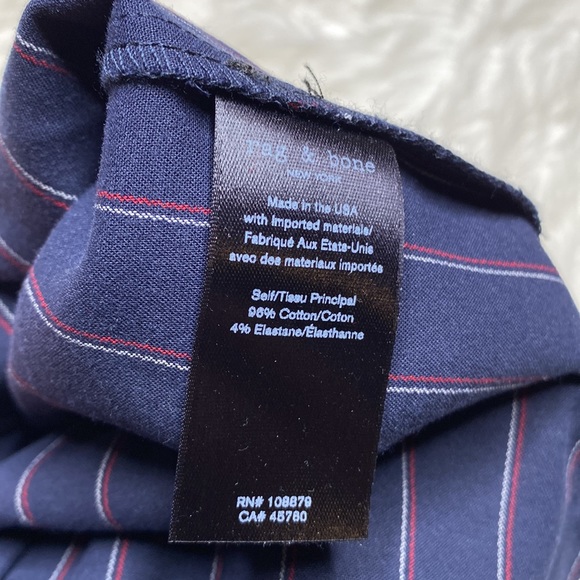 rag & bone
NEW YORK
Made in the USA
with Imported materials/
Fabriqué Aux Etats-Unis
avec des materiaux importés
Self/Tissu Principal
96% Cotton/Coton
4% Elastane/Élasthanne
RN# 108879
CA# 45760